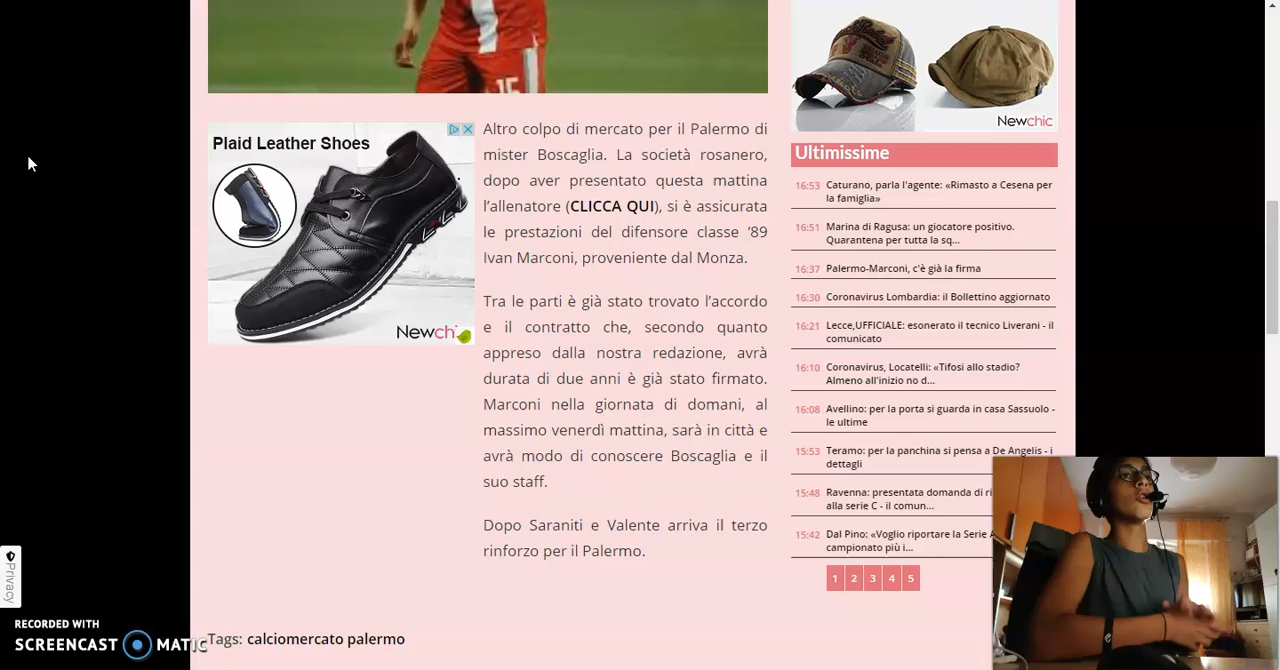 15
Plaid Leather Shoes
Newch
Altro colpo di mercato per il Palermo di
mister Boscaglia. La società rosanero,
dopo aver presentato questa mattina
l’allenatore (CLICCA QUI), si è assicurata
le prestazioni del difensore classe ’89
Ivan Marconi, proveniente dal Monza.
Tra le parti è già stato trovato l’accordo
e il contratto che, secondo quanto
appreso dalla nostra redazione, avrà
durata di due anni è già stato firmato.
Marconi nella giornata di domani, al
massimo venerdì mattina, sarà in città e
avrà modo di conoscere Boscaglia e il
suo staff.
Dopo Saraniti e Valente arriva il terzo
rinforzo per il Palermo.
Tags: calciomercato palermo
Newchic
Ultimissime
16:53 Caturano, parla l'agente: «Rimasto a Cesena per
la famiglia»
16:51 Marina di Ragusa: un giocatore positivo.
Quarantena per tutta la sq...
16:37 Palermo-Marconi, c'è già la firma
16:30 Coronavirus Lombardia: il Bollettino aggiornato
16:21 Lecce,UFFICIALE: esonerato il tecnico Liverani - il
comunicato
16:10 Coronavirus, Locatelli: «Tifosi allo stadio?
Almeno all'inizio no d...
16:08 Avellino: per la porta si guarda in casa Sassuolo -
le ultime
15:53 Teramo: per la panchina si pensa a De Angelis - i
dettagli
15:48 Ravenna: presentata domanda di ri
alla serie C - il comun...
15:42 Dal Pino: «Voglio riportare la Serie A
campionato più i...
1 2 3 4 5
Privacy
RECORDED WITH
SCREENCAST MATIC